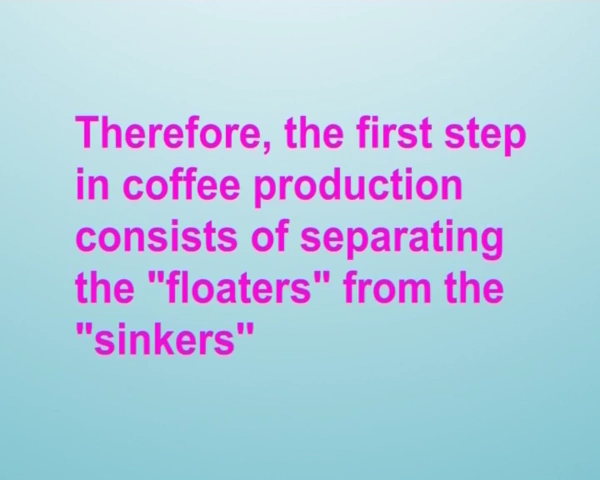 Therefore, the first step
in coffee production
consists of separating
the "floaters" from the
"sinkers"